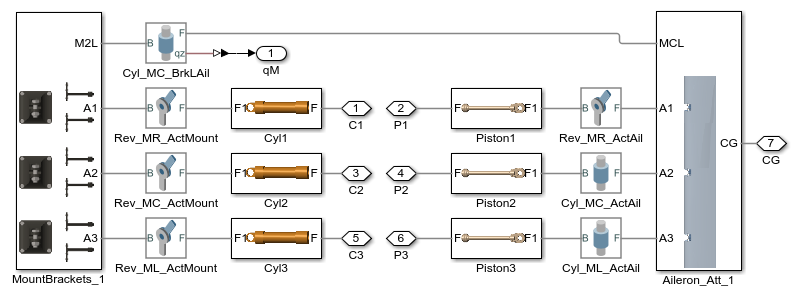 M2L B F qz 1 MCL
Cyl_MC_BrkLAil qM
A1 B F F1 F 1 2 F F1 B F A1
Rev_MR_ActMount Cyl1 C1 P1 Piston1 Rev_MR_ActAil
CG 7
CG
A2 B F F1 F 3 4 F F1 B F A2
Rev_MC_ActMount Cyl2 C2 P2 Piston2 Cyl_MC_ActAil
A3 B F F1 F 5 6 F F1 B F A3
Rev_ML_ActMount Cyl3 C3 P3 Piston3 Cyl_ML_ActAil
MountBrackets_1 Aileron_Att_1